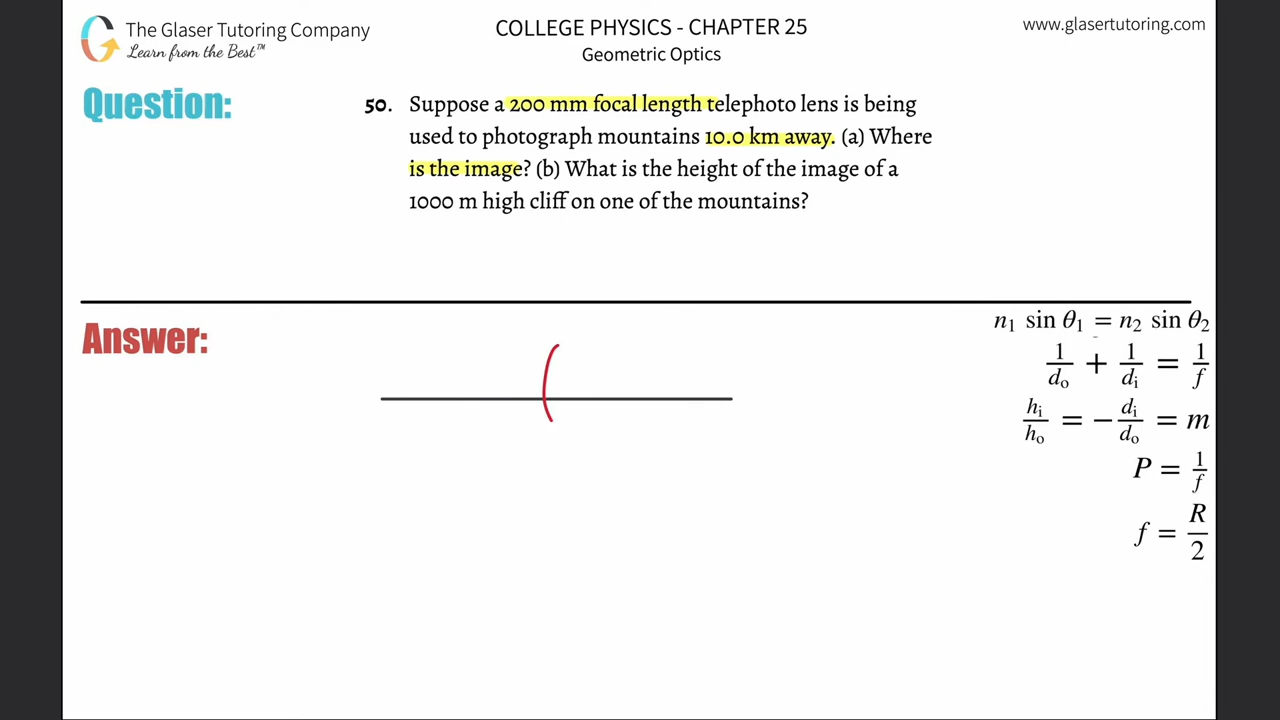 The Glaser Tutoring Company
Learn from the Best™
COLLEGE PHYSICS - CHAPTER 25
Geometric Optics
www.glasertutoring.com
Question:
50. Suppose a 200 mm focal length telephoto lens is being
used to photograph mountains 10.0 km away. (a) Where
is the image? (b) What is the height of the image of a
1000 m high cliff on one of the mountains?
Answer:
n₁ sin θ₁ = n₂ sin θ₂
1/dₒ + 1/dᵢ = 1/f
hᵢ/hₒ = −dᵢ/dₒ = m
P = 1/f
f = R/2